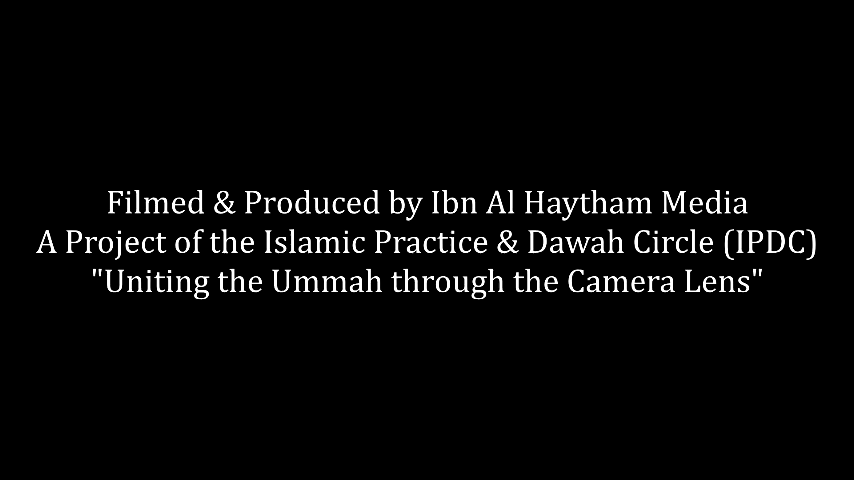 Filmed & Produced by Ibn Al Haytham Media
A Project of the Islamic Practice & Dawah Circle (IPDC)
"Uniting the Ummah through the Camera Lens"